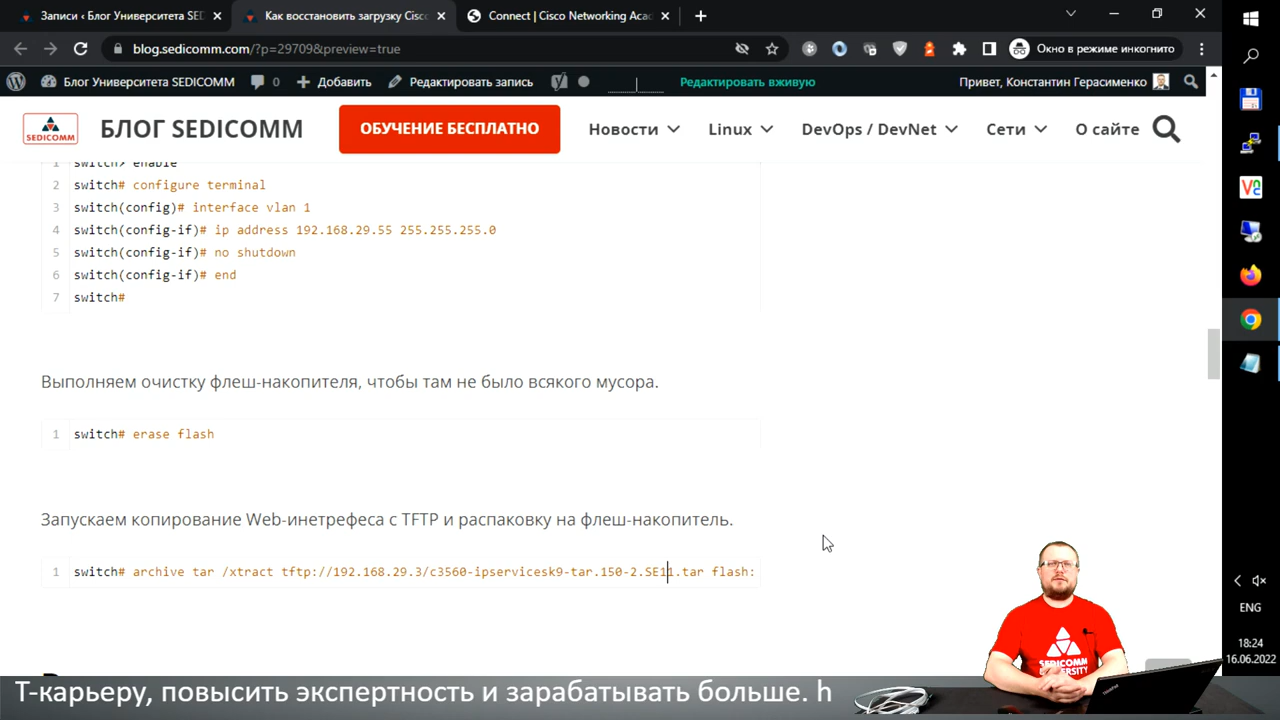 Записи ‹ Блог Университета SED
Как восстановить загрузку Cisc
Connect | Cisco Networking Acad
blog.sedicomm.com/?p=29709&preview=true
Окно в режиме инкогнито
Блог Университета SEDICOMM
0
Добавить
Редактировать запись
Редактировать вживую
Привет, Константин Герасименко
SEDICOMM
БЛОГ SEDICOMM
ОБУЧЕНИЕ БЕСПЛАТНО
Новости
Linux
DevOps / DevNet
Сети
О сайте
1 switch> enable
2 switch# configure terminal
3 switch(config)# interface vlan 1
4 switch(config-if)# ip address 192.168.29.55 255.255.255.0
5 switch(config-if)# no shutdown
6 switch(config-if)# end
7 switch#
Выполняем очистку флеш-накопителя, чтобы там не было всякого мусора.
1 switch# erase flash
Запускаем копирование Web-инетрефеса с TFTP и распаковку на флеш-накопитель.
1 switch# archive tar /xtract tftp://192.168.29.3/c3560-ipservicesk9-tar.150-2.SE11.tar flash:
ENG
18:24
16.06.2022
SEDICOMM
UNIVERSITY
ThinkPad
Т-карьеру, повысить экспертность и зарабатывать больше. h